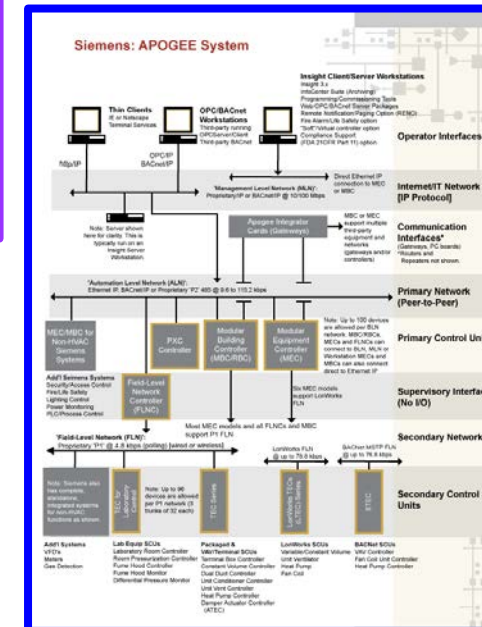 Siemens: APOGEE System
Insight Client/Server Workstations
Insight 3.x
InfoCenter Suite (Archiving)
Programming/Commissioning Tools
Web/OPC/BACnet Server Packages
Remote Notification/Paging Option (RENO)
Fire Alarm/Life Safety option
"Soft"/Virtual controller option
Compliance Support
(FDA 21CFR Part 11) option
Thin Clients
IE or Netscape
Terminal Services
OPC/BACnet
Workstations
Third-party running
OPCServer/Client
Third-party BACnet
Operator Interfaces
http/IP
OPC/IP
BACnet/IP
'Management Level Network (MLN)':
Proprietary/IP or BACnet/IP @ 10/100 Mbps
Direct Ethernet IP
connection to MEC
or MBC
Internet/IT Network
[IP Protocol]
Note: Server shown
here for clarity. This is
typically run on an
Insight Server
Workstation.
Apogee Integrator
Cards (Gateways)
MBC or MEC
support multiple
third-party
equipment and
networks
(gateways and/or
controllers)
Communication
Interfaces*
(Gateways, PC boards)
*Routers and
Repeaters not shown.
'Automation Level Network (ALN)':
Ethernet IP, BACnet/IP or Proprietary 'P2' 485 @ 9.6 to 115.2 kbps
Primary Network
(Peer-to-Peer)
MEC/MBC for
Non-HVAC
Siemens
Systems
PXC
Controller
Modular
Building
Controller
(MBC/RBC)
Modular
Equipment
Controller
(MEC)
Note: Up to 100 devices
are allowed per BLN
network. MBC/RBCs,
MECs and FLNCs can
connect to BLN, MLN or
Workstation MECs and
MBCs can also connect
direct to Ethernet IP
Primary Control Uni
Add'l Seimens Systems
Security/Access Control
Fire/Life Safety
Lighting Control
Power Monitoring
PLC/Process Control
Field-Level
Network
Controller
(FLNC)
Six MEC models
support LonWorks
FLN
Supervisory Interfac
(No I/O)
Most MEC models and all FLNCs and MBC
support P1 FLN
'Field-Level Network (FLN)':
Proprietary 'P1' @ 4.8 kbps (polling) [wired or wireless]
LonWorks FLN
@ up to 78.6 kbps
BACnet MSTP FLN
@ up to 76.8 kbps
Secondary Network
Note: Siemens also
has complete,
standalone,
integrated systems
for non-HVAC
functions as shown.
TEC for
Laboratory
Control
Note: Up to 96
devices are allowed
per P1 network (3
trunks of 32 each)
TEC Series
LonWorks TECs
(LTEC) Series
BTEC
Secondary Control
Units
Add'l Systems
VFD's
Meters
Gas Detection
Lab Equip SCUs
Laboratory Room Controller
Room Pressurization Controller
Fume Hood Controller
Fume Hood Monitor
Differential Pressure Monitor
Packaged &
VAV/Terminal SCUs
Terminal Box Controller
Constant Volume Controller
Dual Duct Controller
Unit Conditioner Controller
Unit Vent Controller
Heat Pump Controller
Damper Actuator Controller
(ATEC)
LonWorks SCUs
Variable/Constant Volume
Unit Ventilator
Heat Pump
Fan Coil
BACnet SCUs
VAV Controller
Fan Coil Unit Controller
Heat Pump Controller